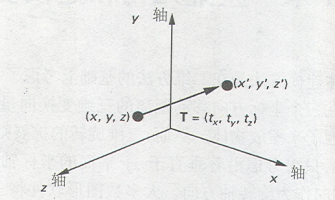 y 轴
(x′, y′, z′)
(x, y, z)
T = (tx, ty, tz)
z 轴
x 轴